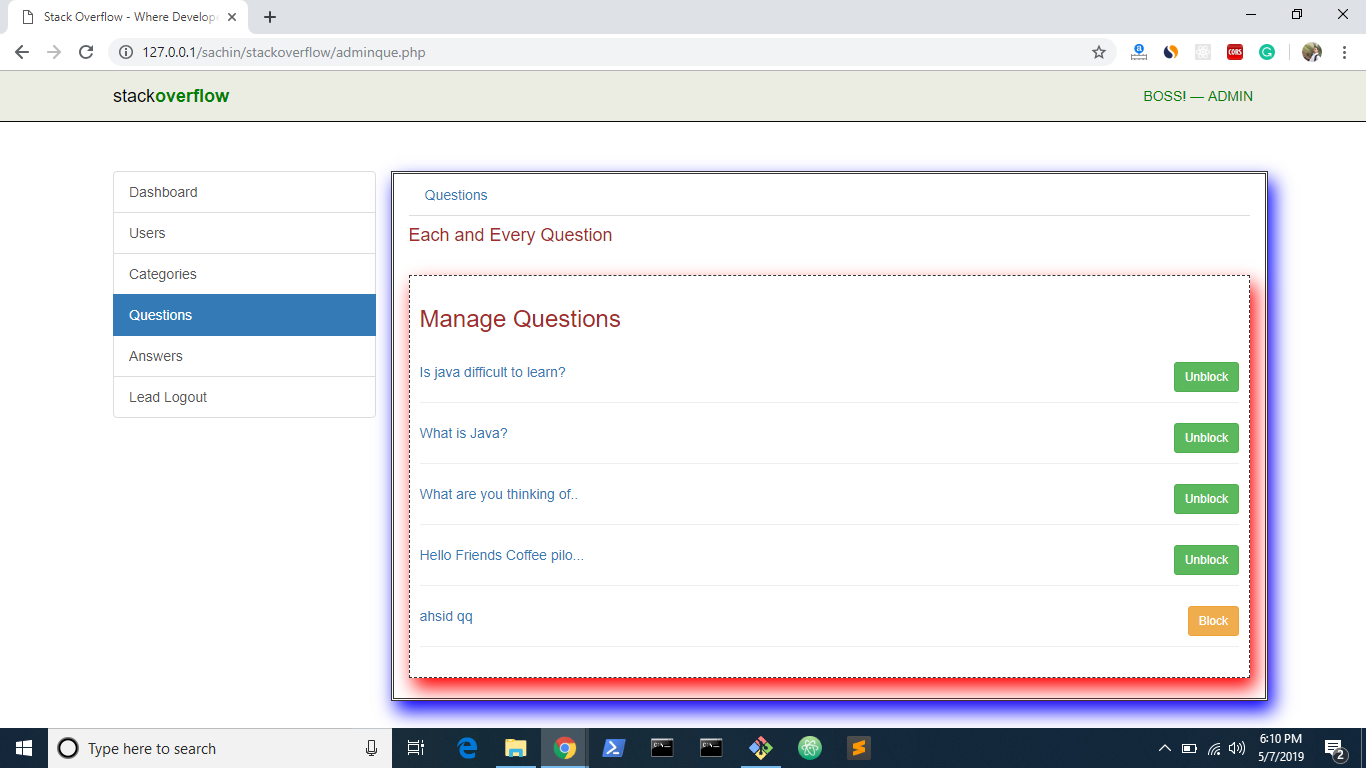 Stack Overflow - Where Develop
127.0.0.1/sachin/stackoverflow/adminque.php
CORS
stackoverflow
BOSS! — ADMIN
Dashboard
Users
Categories
Questions
Answers
Lead Logout
Questions
Each and Every Question
Manage Questions
Is java difficult to learn?
Unblock
What is Java?
Unblock
What are you thinking of..
Unblock
Hello Friends Coffee pilo...
Unblock
ahsid qq
Block
Type here to search
6:10 PM
5/7/2019
2